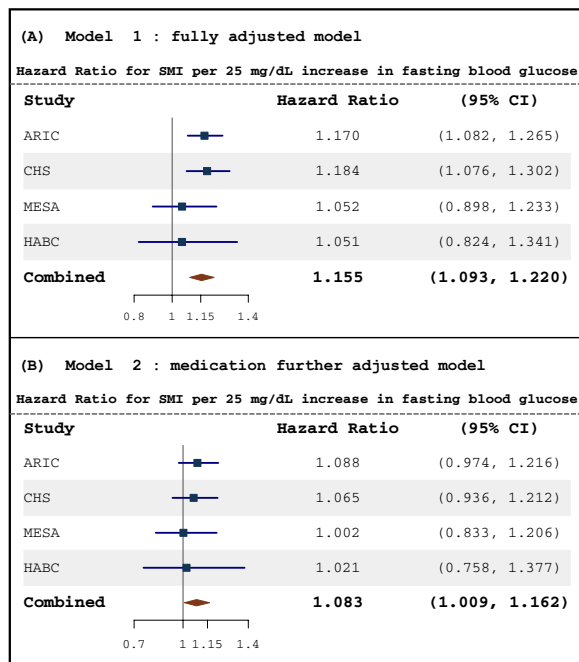 (A) Model 1 : fully adjusted model
Hazard Ratio for SMI per 25 mg/dL increase in fasting blood glucose
Study Hazard Ratio (95% CI)
ARIC 1.170 (1.082, 1.265)
CHS 1.184 (1.076, 1.302)
MESA 1.052 (0.898, 1.233)
HABC 1.051 (0.824, 1.341)
Combined 1.155 (1.093, 1.220)
0.8 1 1.15 1.4
(B) Model 2 : medication further adjusted model
Hazard Ratio for SMI per 25 mg/dL increase in fasting blood glucose
Study Hazard Ratio (95% CI)
ARIC 1.088 (0.974, 1.216)
CHS 1.065 (0.936, 1.212)
MESA 1.002 (0.833, 1.206)
HABC 1.021 (0.758, 1.377)
Combined 1.083 (1.009, 1.162)
0.7 1 1.15 1.4